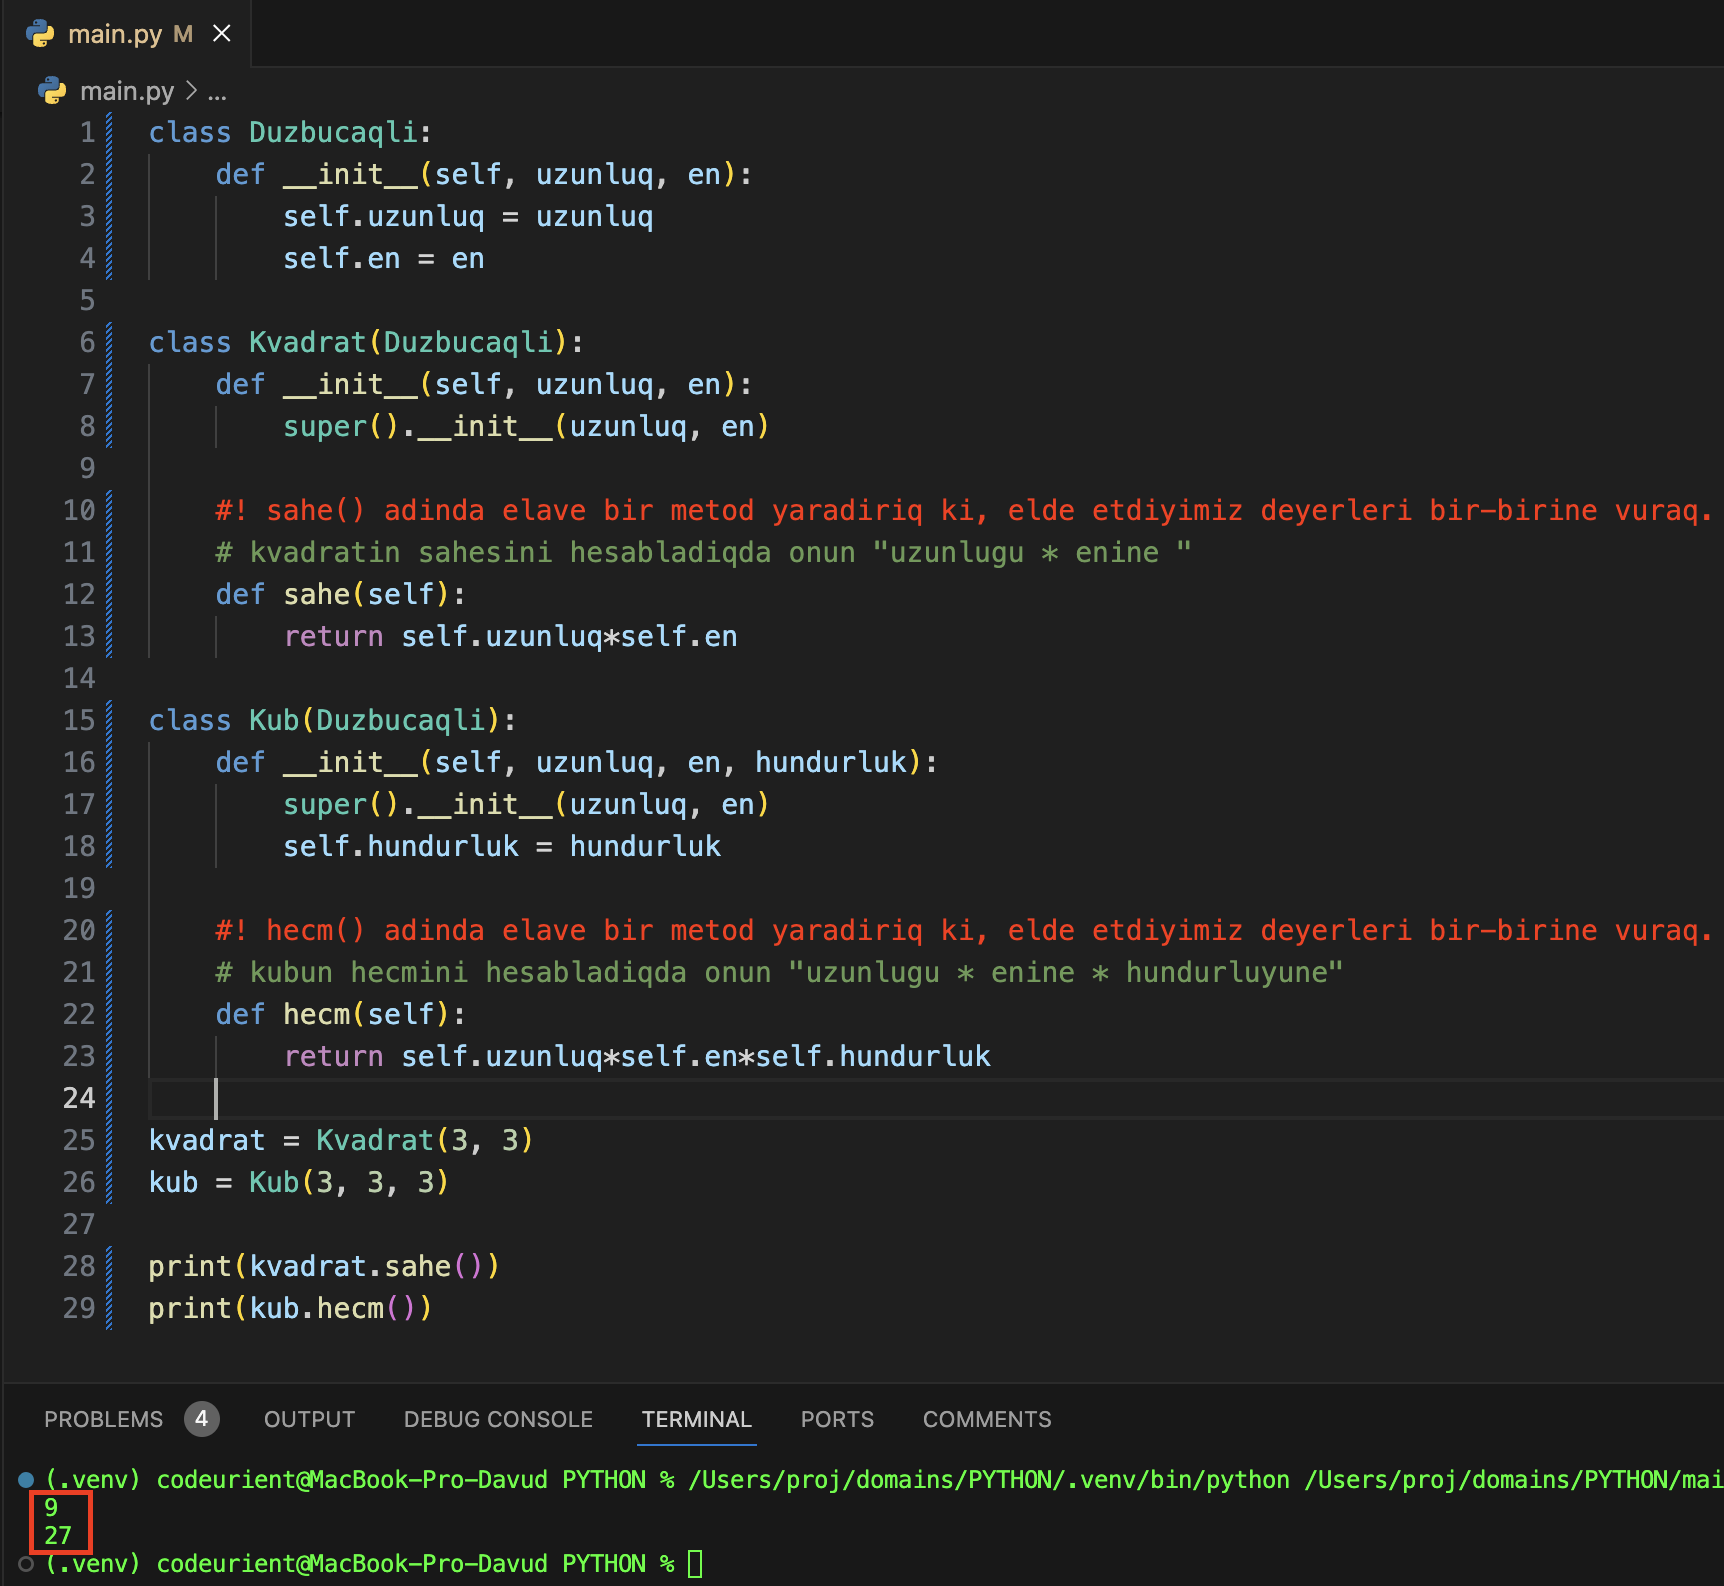 main.py M
main.py > ...
1 class Duzbucaqli:
2     def __init__(self, uzunluq, en):
3         self.uzunluq = uzunluq
4         self.en = en
5
6 class Kvadrat(Duzbucaqli):
7     def __init__(self, uzunluq, en):
8         super().__init__(uzunluq, en)
9
10     #! sahe() adinda elave bir metod yaradiriq ki, elde etdiyimiz deyerleri bir-birine vuraq.
11     # kvadratin sahesini hesabladiqda onun "uzunlugu * enine "
12     def sahe(self):
13         return self.uzunluq*self.en
14
15 class Kub(Duzbucaqli):
16     def __init__(self, uzunluq, en, hundurluk):
17         super().__init__(uzunluq, en)
18         self.hundurluk = hundurluk
19
20     #! hecm() adinda elave bir metod yaradiriq ki, elde etdiyimiz deyerleri bir-birine vuraq.
21     # kubun hecmini hesabladiqda onun "uzunlugu * enine * hundurluyune"
22     def hecm(self):
23         return self.uzunluq*self.en*self.hundurluk
24
25 kvadrat = Kvadrat(3, 3)
26 kub = Kub(3, 3, 3)
27
28 print(kvadrat.sahe())
29 print(kub.hecm())
PROBLEMS 4 OUTPUT DEBUG CONSOLE TERMINAL PORTS COMMENTS
(.venv) codeurient@MacBook-Pro-Davud PYTHON % /Users/proj/domains/PYTHON/.venv/bin/python /Users/proj/domains/PYTHON/mai
9
27
(.venv) codeurient@MacBook-Pro-Davud PYTHON %